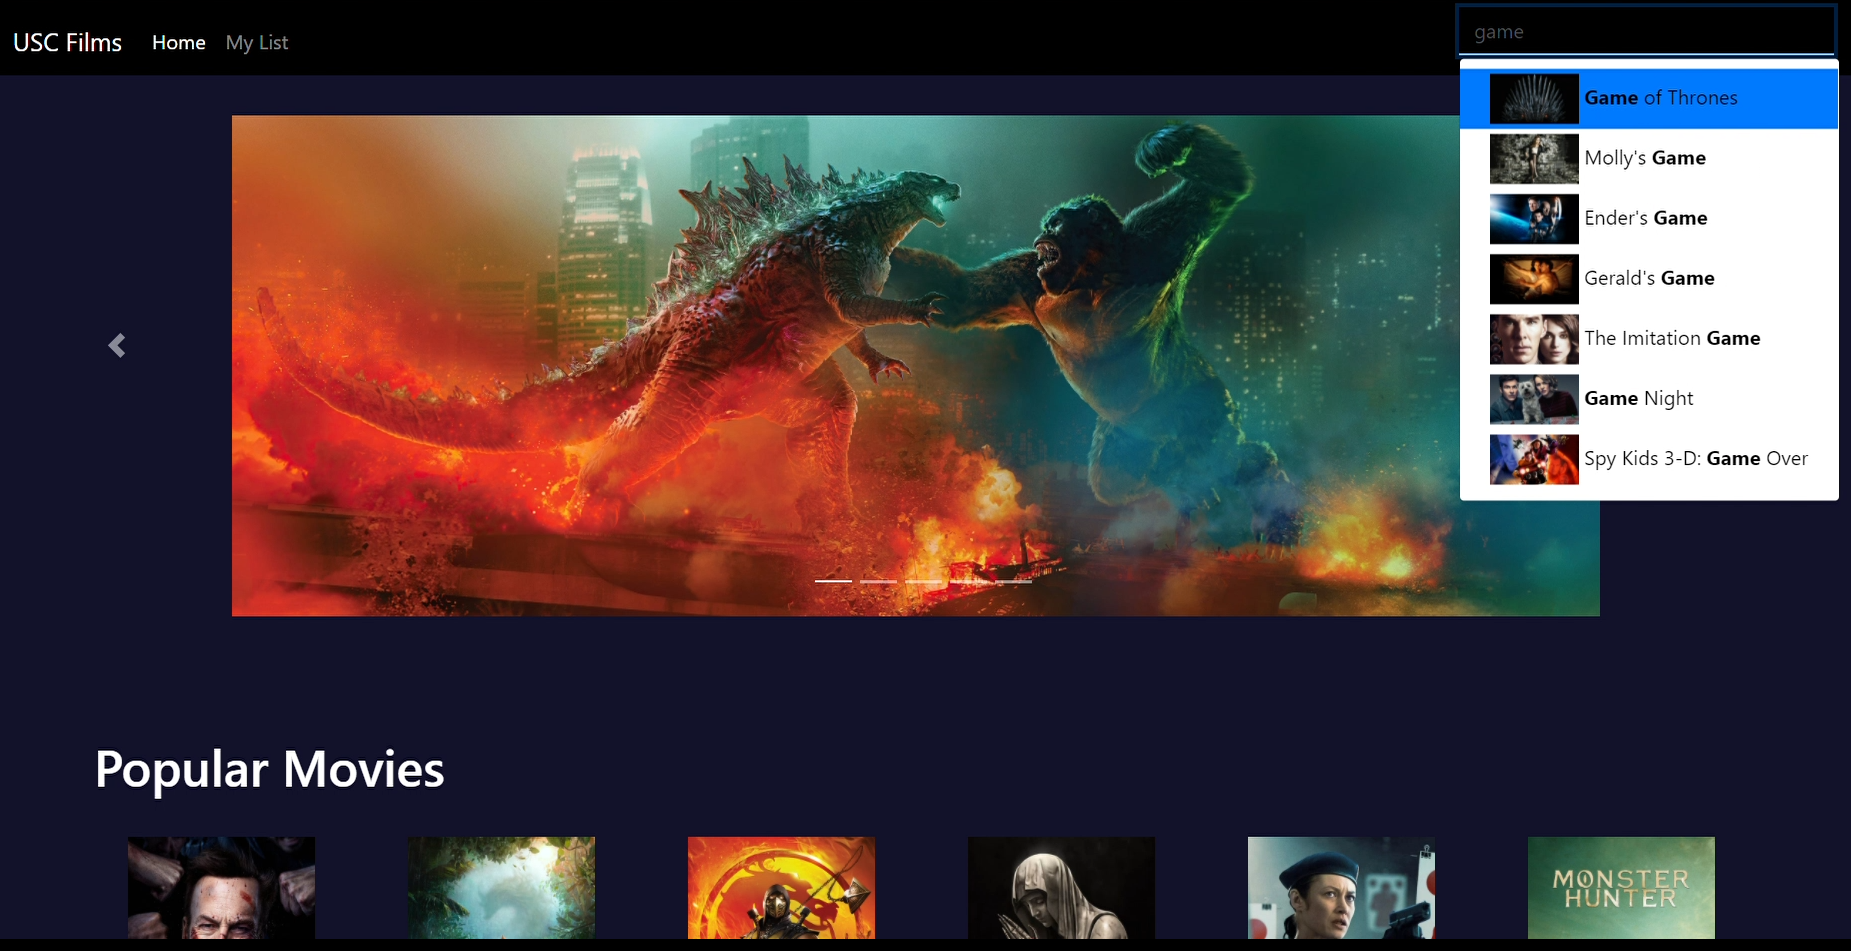 USC Films Home My List
game
Game of Thrones
Molly's Game
Ender's Game
Gerald's Game
The Imitation Game
Game Night
Spy Kids 3-D: Game Over
Popular Movies
MONSTER
HUNTER